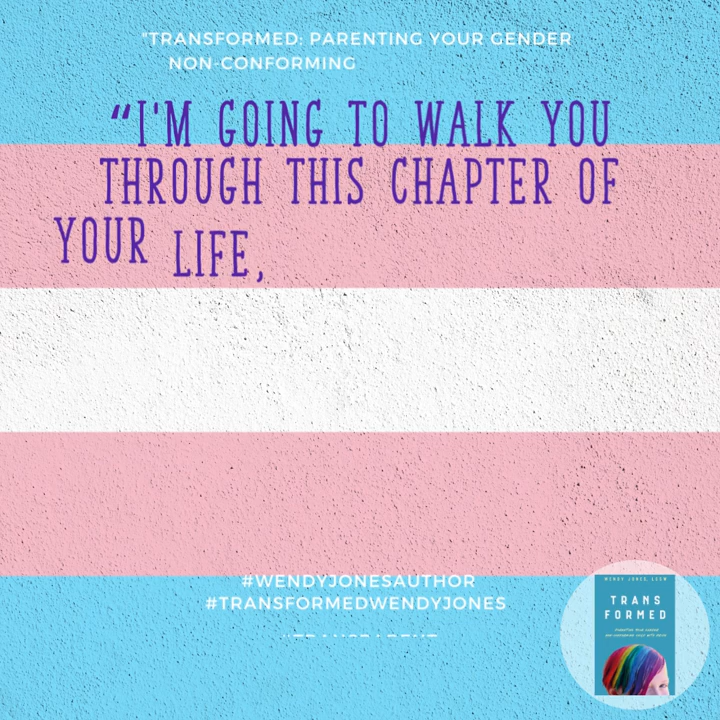 "TRANSFORMED: PARENTING YOUR GENDER
NON-CONFORMING
"I'M GOING TO WALK YOU
THROUGH THIS CHAPTER OF
YOUR LIFE,
#WENDYJONESAUTHOR
#TRANSFORMEDWENDYJONES
WENDY JONES, LCSW
TRANS
FORMED